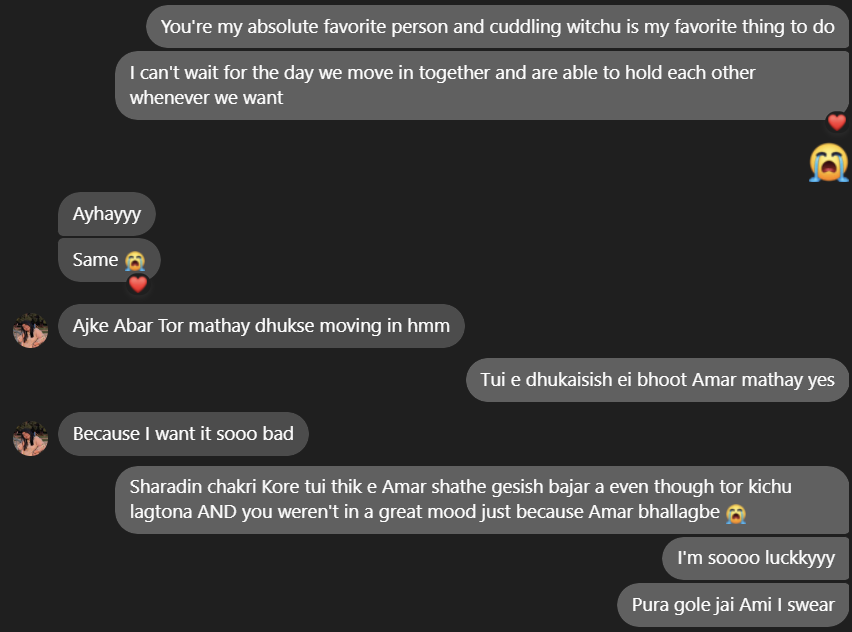 You're my absolute favorite person and cuddling witchu is my favorite thing to do
I can't wait for the day we move in together and are able to hold each other
whenever we want
Ayhayyy
Same 😭
Ajke Abar Tor mathay dhukse moving in hmm
Tui e dhukaisish ei bhoot Amar mathay yes
Because I want it sooo bad
Sharadin chakri Kore tui thik e Amar shathe gesish bajar a even though tor kichu
lagtona AND you weren't in a great mood just because Amar bhallagbe 😭
I'm soooo luckkyyy
Pura gole jai Ami I swear